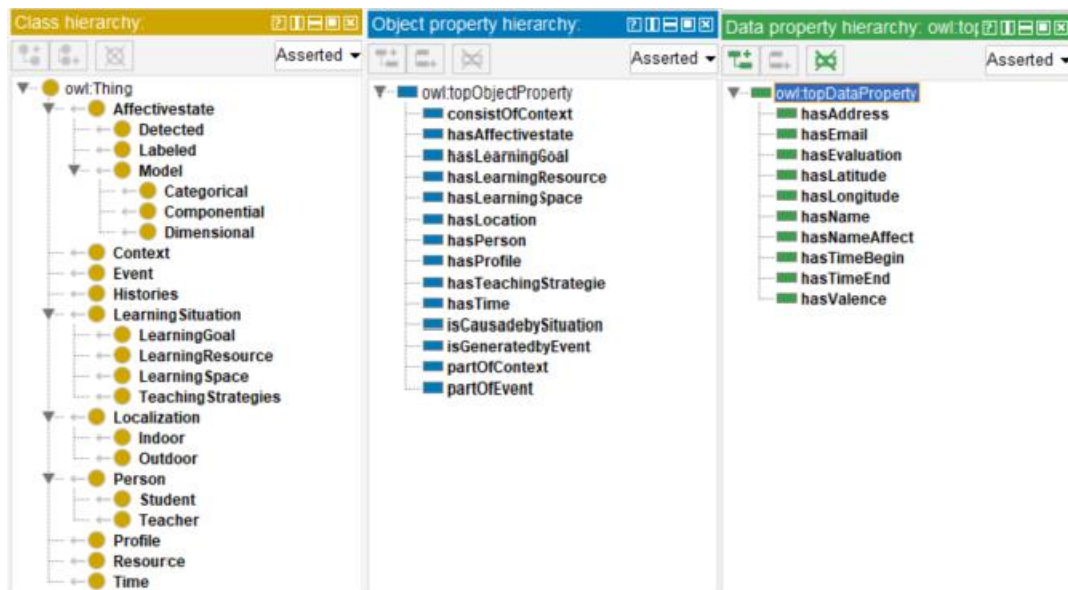 Class hierarchy:
Asserted
owl:Thing
Affectivestate
Detected
Labeled
Model
Categorical
Componential
Dimensional
Context
Event
Histories
LearningSituation
LearningGoal
LearningResource
LearningSpace
TeachingStrategies
Localization
Indoor
Outdoor
Person
Student
Teacher
Profile
Resource
Time
Object property hierarchy:
Asserted
owl:topObjectProperty
consistOfContext
hasAffectivestate
hasLearningGoal
hasLearningResource
hasLearningSpace
hasLocation
hasPerson
hasProfile
hasTeachingStrategie
hasTime
isCausadebySituation
isGeneratedbyEvent
partOfContext
partOfEvent
Data property hierarchy: owl:top
Asserted
owl:topDataProperty
hasAddress
hasEmail
hasEvaluation
hasLatitude
hasLongitude
hasName
hasNameAffect
hasTimeBegin
hasTimeEnd
hasValence